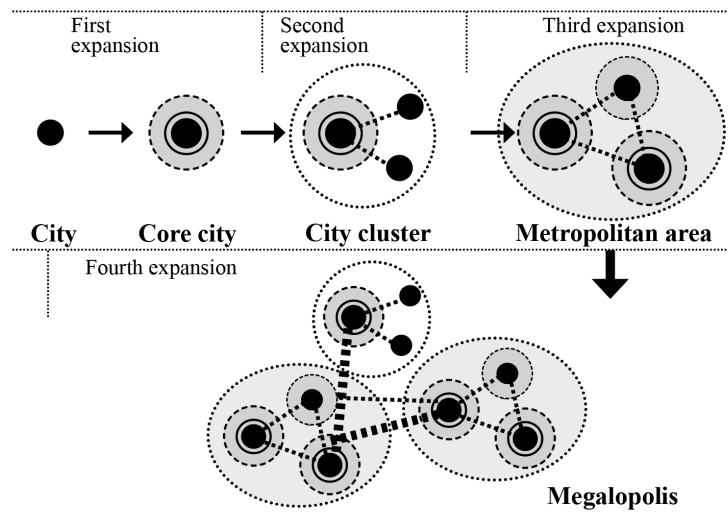 First
expansion
Second
expansion
Third expansion
City
Core city
City cluster
Metropolitan area
Fourth expansion
Megalopolis